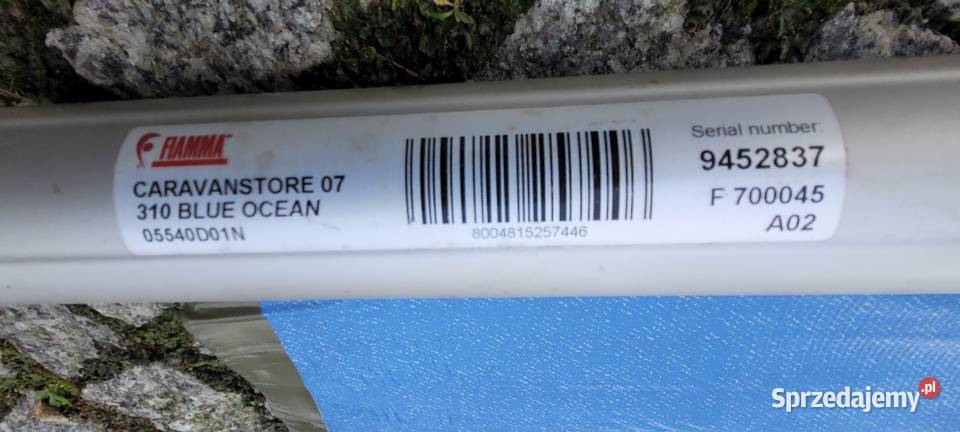 FIAMMA
CARAVANSTORE 07
310 BLUE OCEAN
05540D01N
8004815257446
Serial number:
9452837
F 700045
A02
Sprzedajemy.pl